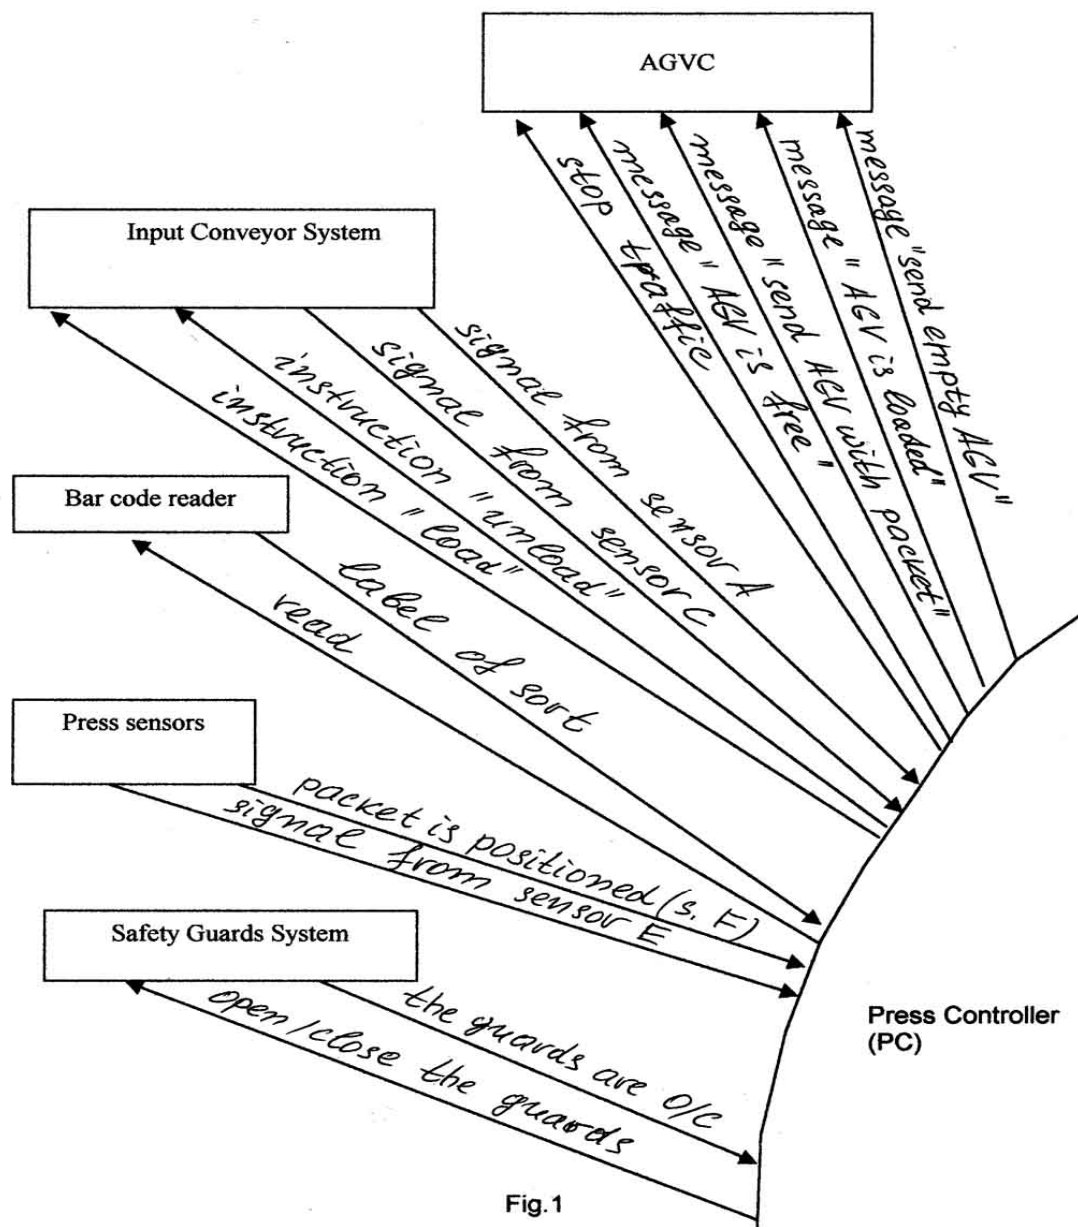 AGVC
stop traffic
message "AGV is free"
message "send AGV with packet"
message "AGV is loaded"
message "send empty AGV"
Input Conveyor System
instruction "load"
instruction "unload"
signal from sensor C
signal from sensor A
Bar code reader
read
label of sort
Press sensors
packet is positioned (s. F)
signal from sensor E
Safety Guards System
the guards are O/C
open/close the guards
Press Controller
(PC)
Fig.1